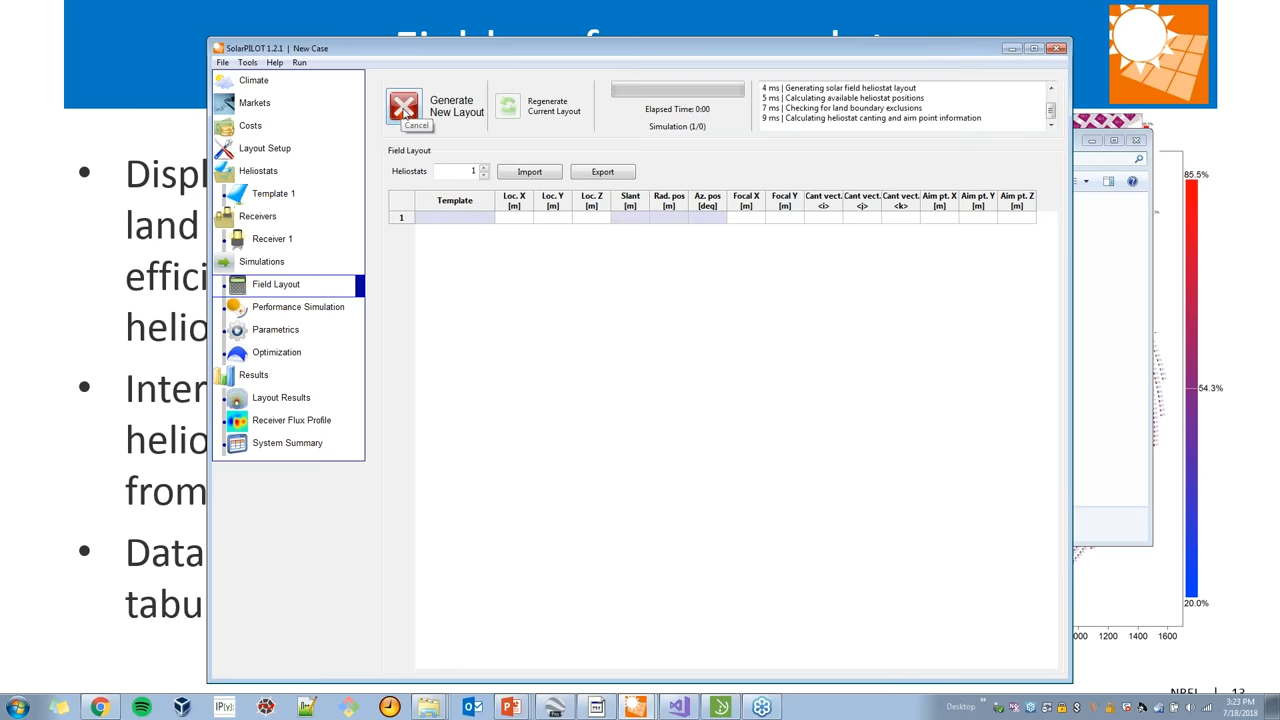 SolarPILOT 1.2.1 | New Case
File Tools Help Run
Climate
Markets
Costs
Layout Setup
Heliostats
Template 1
Receivers
Receiver 1
Simulations
Field Layout
Performance Simulation
Parametrics
Optimization
Results
Layout Results
Receiver Flux Profile
System Summary
Generate
New Layout
Cancel
Regenerate
Current Layout
Elapsed Time: 0:00
Simulation (1/0)
4 ms | Generating solar field heliostat layout
5 ms | Calculating available heliostat positions
7 ms | Checking for land boundary exclusions
9 ms | Calculating heliostat canting and aim point information
Field Layout
Heliostats 1 Import Export
Template Loc. X [m] Loc. Y [m] Loc. Z [m] Slant [m] Rad. pos [m] Az. pos [deg] Focal X [m] Focal Y [m] Cant vect. <i> Cant vect. <j> Cant vect. <k> Aim pt. X [m] Aim pt. Y [m] Aim pt. Z [m]
1
• Displ
land
effici
helio
• Inter
helio
from
• Data
tabu
85.5%
54.3%
20.0%
000 1200 1400 1600
NREL | 13
IP[y]:
Desktop
3:23 PM
7/18/2018